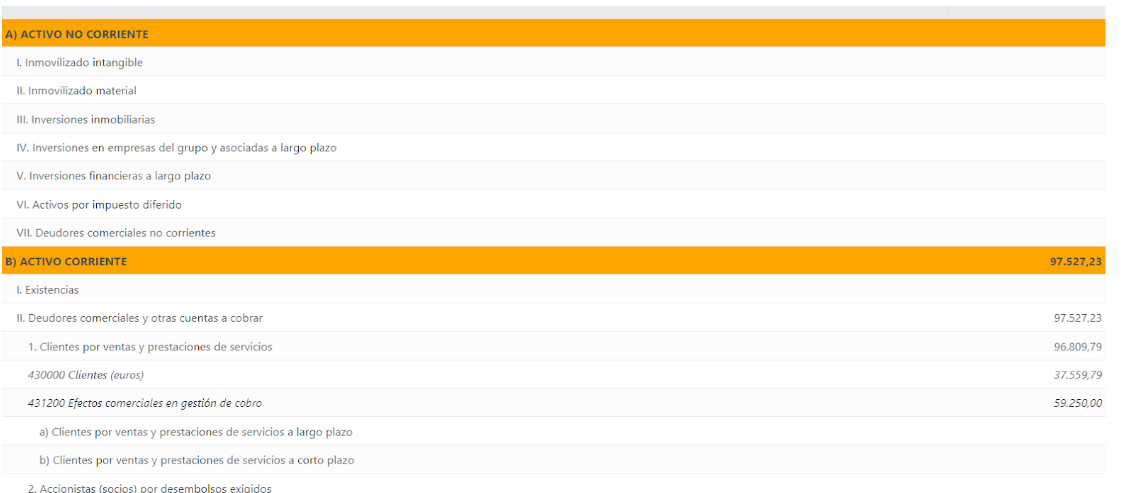 A) ACTIVO NO CORRIENTE
I. Inmovilizado intangible
II. Inmovilizado material
III. Inversiones inmobiliarias
IV. Inversiones en empresas del grupo y asociadas a largo plazo
V. Inversiones financieras a largo plazo
VI. Activos por impuesto diferido
VII. Deudores comerciales no corrientes
B) ACTIVO CORRIENTE 97.527,23
I. Existencias
II. Deudores comerciales y otras cuentas a cobrar 97.527,23
1. Clientes por ventas y prestaciones de servicios 96.809,79
430000 Clientes (euros) 37.559,79
431200 Efectos comerciales en gestión de cobro 59.250,00
a) Clientes por ventas y prestaciones de servicios a largo plazo
b) Clientes por ventas y prestaciones de servicios a corto plazo
2. Accionistas (socios) por desembolsos exigidos